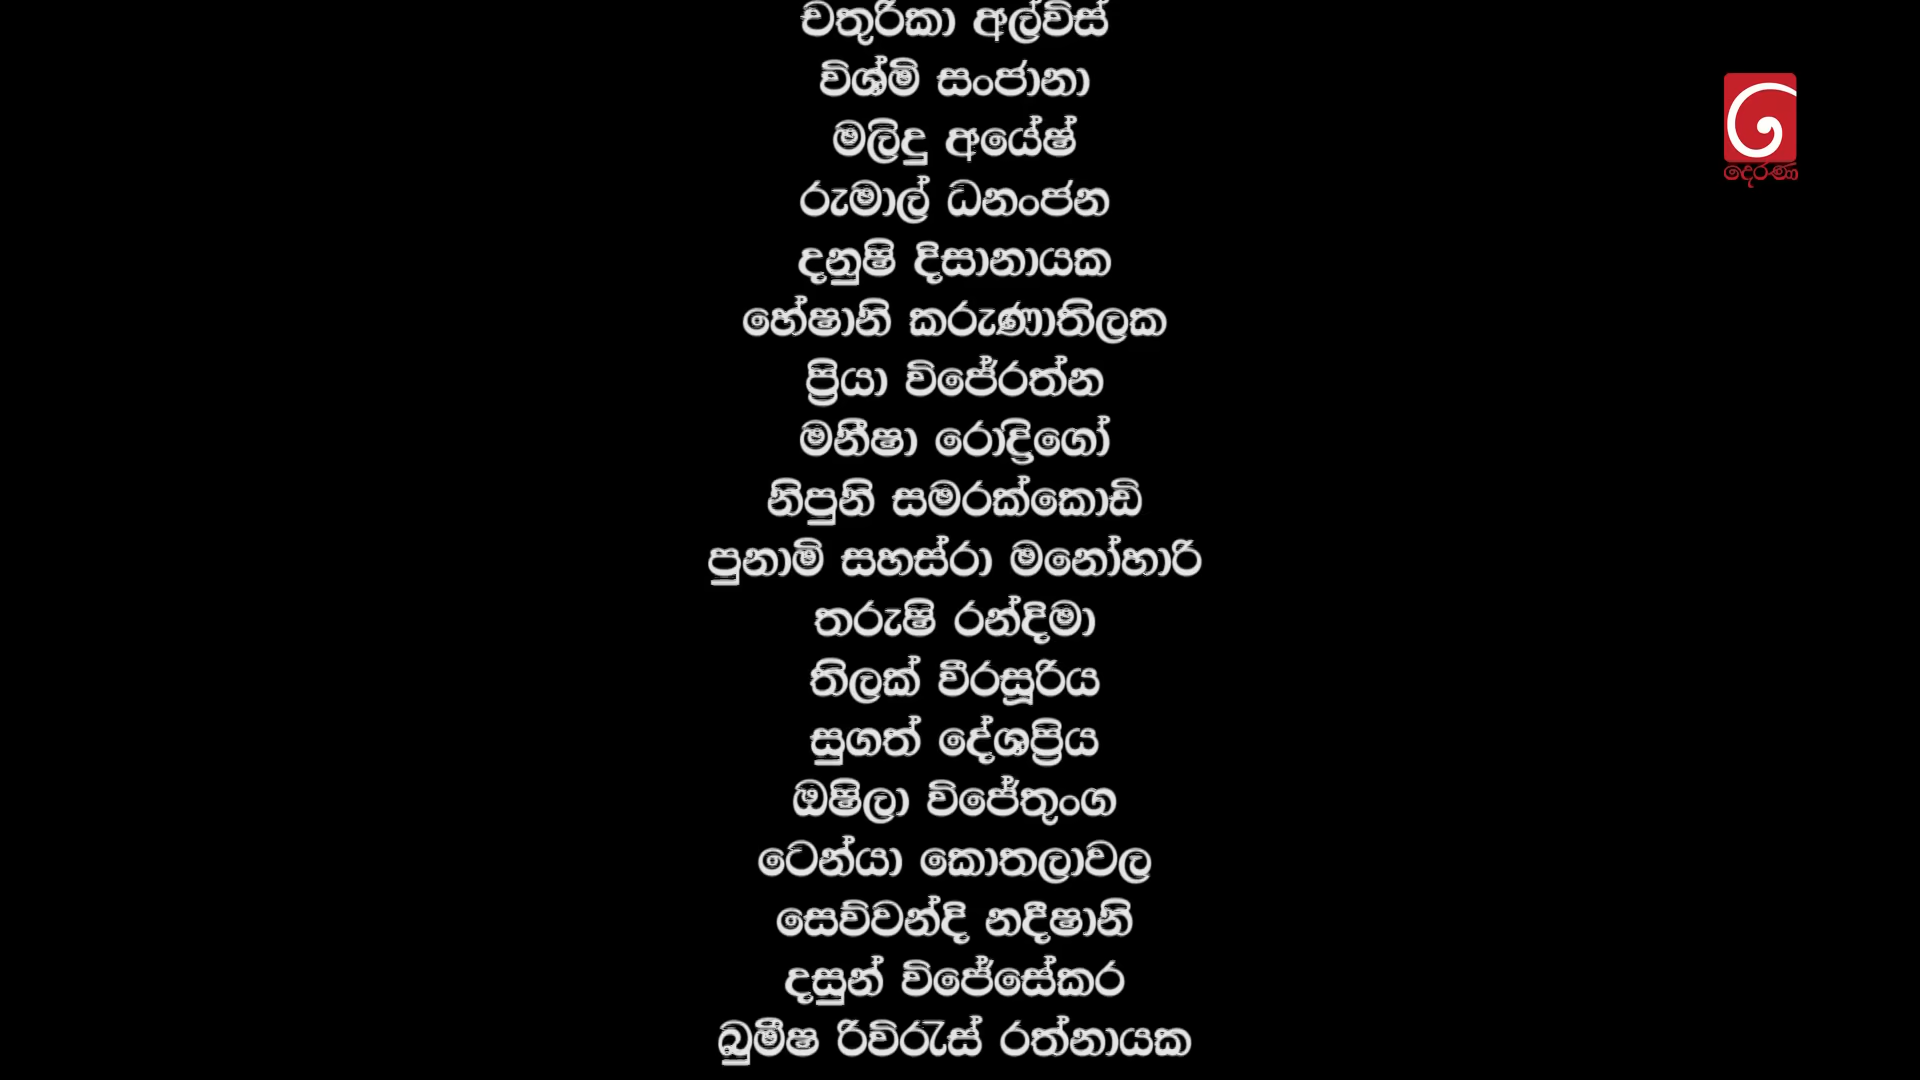 චතුරිකා අල්විස්
විශ්මි සංජානා
මලිදු අයේෂ්
රුමාල් ධනංජන
දනුෂි දිසානායක
හේෂානි කරුණාතිලක
ප්‍රියා විජේරත්න
මනීෂා රොද්‍රිගෝ
නිපුනි සමරක්කොඩි
පුනාමි සහස්රා මනෝහාරි
තරුෂි රන්දිමා
තිලක් වීරසූරිය
සුගත් දේශප්‍රිය
ඔෂිලා විජේතුංග
ටෙන්යා කොතලාවල
සෙව්වන්දි නදීෂානි
දසුන් විජේසේකර
බුමීෂ රිවිරැස් රත්නායක
දෙරණ